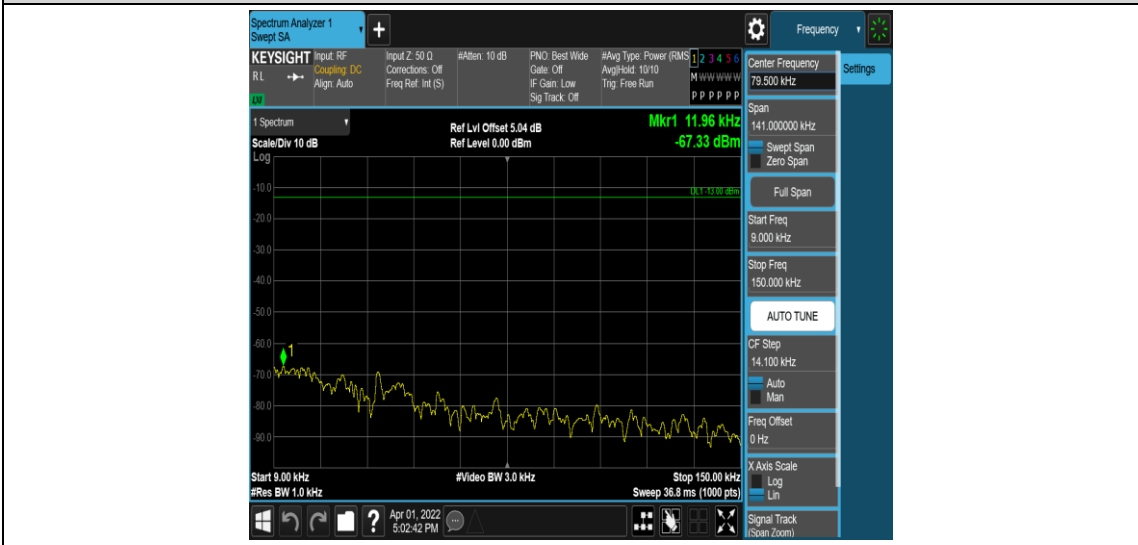 Spectrum Analyzer 1
Swept SA
+
Frequency
KEYSIGHT
RL
LXI
Input: RF
Coupling: DC
Align: Auto
Input Z: 50 Ω
Corrections: Off
Freq Ref: Int (S)
#Atten: 10 dB
PNO: Best Wide
Gate: Off
IF Gain: Low
Sig Track: Off
#Avg Type: Power (RMS
Avg|Hold: 10/10
Trig: Free Run
1 2 3 4 5 6
M W W W W W
P P P P P P
1 Spectrum
Scale/Div 10 dB
Log
Ref Lvl Offset 5.04 dB
Ref Level 0.00 dBm
Mkr1 11.96 kHz
-67.33 dBm
DL1 -13.00 dBm
-10.0
-20.0
-30.0
-40.0
-50.0
-60.0
-70.0
-80.0
-90.0
1
Start 9.00 kHz
#Res BW 1.0 kHz
#Video BW 3.0 kHz
Stop 150.00 kHz
Sweep 36.8 ms (1000 pts)
?
Apr 01, 2022
5:02:42 PM
Center Frequency
79.500 kHz
Span
141.000000 kHz
Swept Span
Zero Span
Full Span
Start Freq
9.000 kHz
Stop Freq
150.000 kHz
AUTO TUNE
CF Step
14.100 kHz
Auto
Man
Freq Offset
0 Hz
X Axis Scale
Log
Lin
Signal Track
(Span Zoom)
Settings